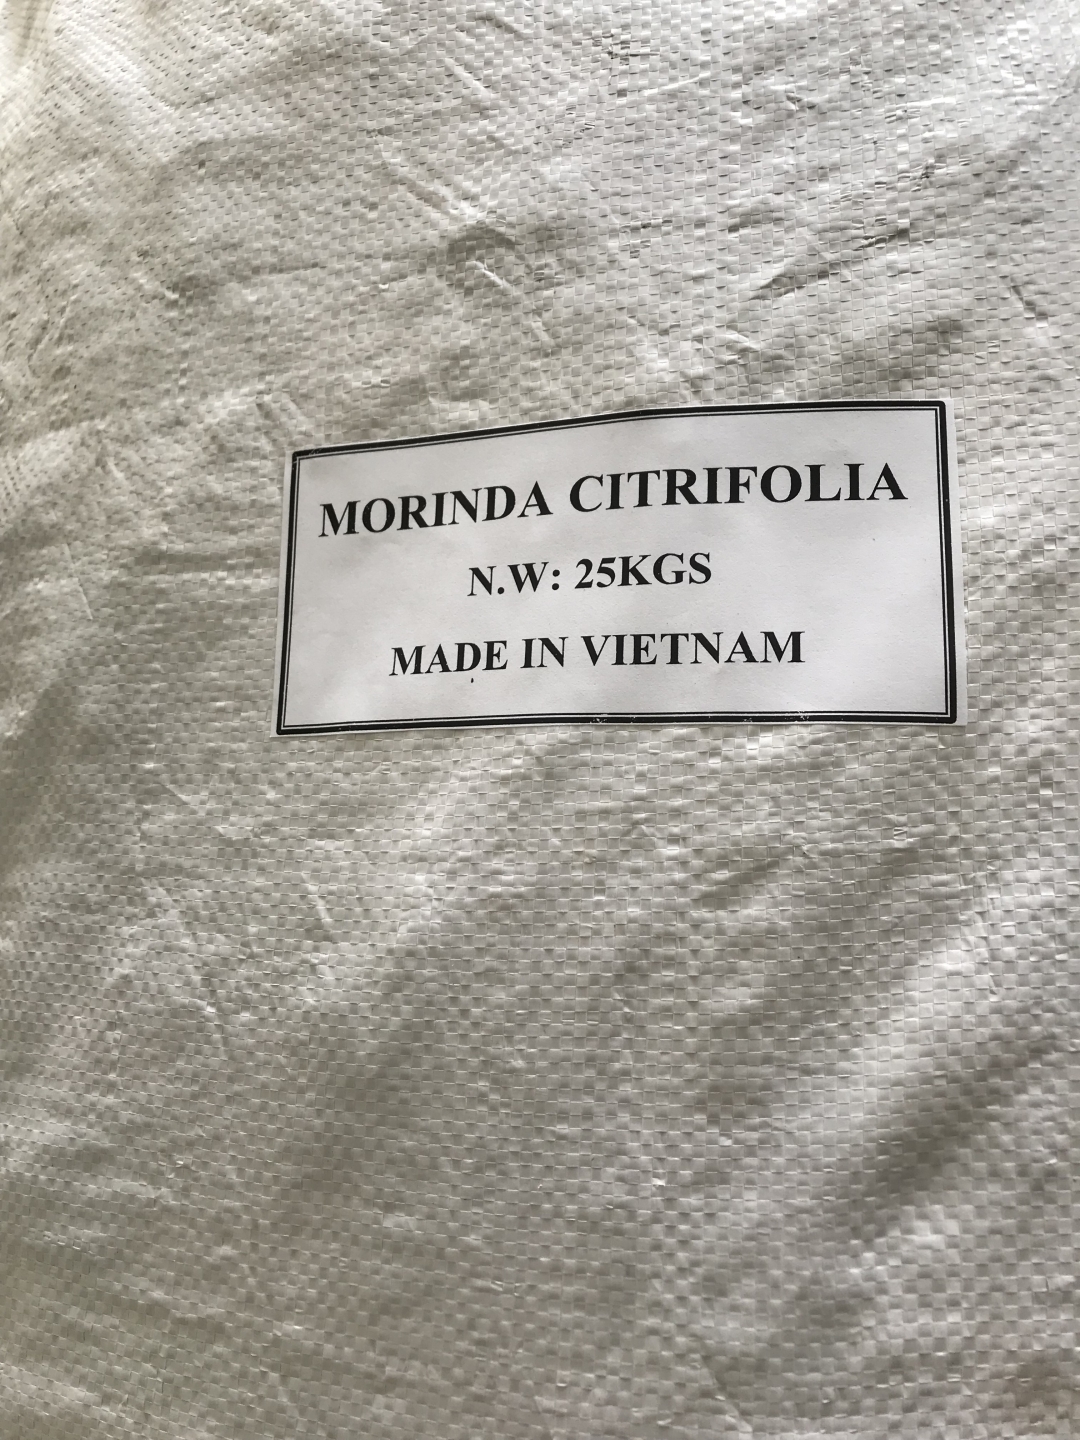 MORINDA CITRIFOLIA
N.W: 25KGS
MADE IN VIETNAM